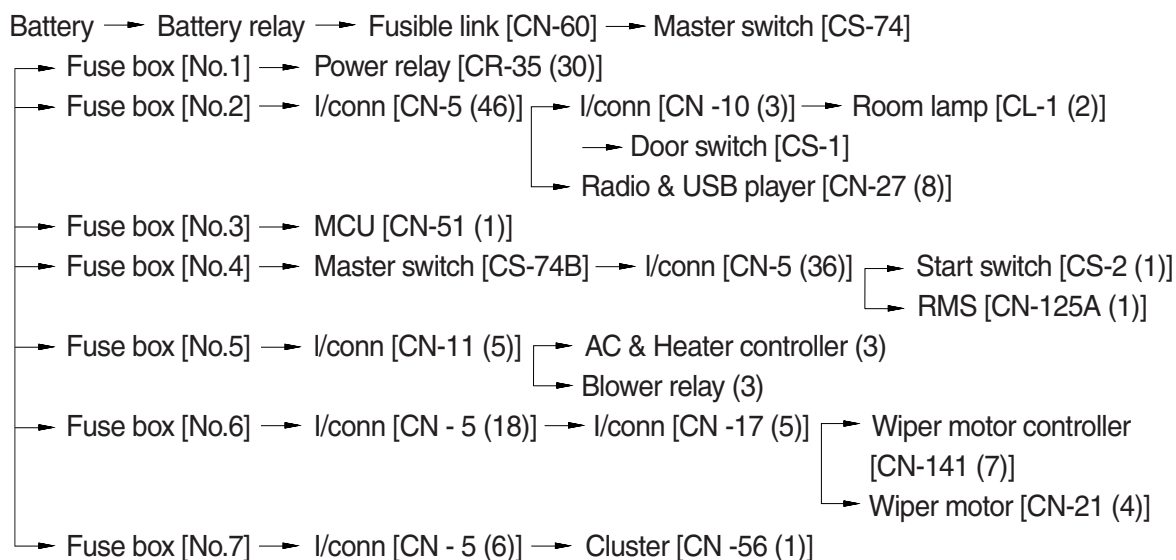 Battery → Battery relay → Fusible link [CN-60] → Master switch [CS-74]
Fuse box [No.1] → Power relay [CR-35 (30)]
Fuse box [No.2] → I/conn [CN-5 (46)] → I/conn [CN -10 (3)] → Room lamp [CL-1 (2)]
→ Door switch [CS-1]
→ Radio & USB player [CN-27 (8)]
Fuse box [No.3] → MCU [CN-51 (1)]
Fuse box [No.4] → Master switch [CS-74B] → I/conn [CN-5 (36)] → Start switch [CS-2 (1)]
→ RMS [CN-125A (1)]
Fuse box [No.5] → I/conn [CN-11 (5)] → AC & Heater controller (3)
→ Blower relay (3)
Fuse box [No.6] → I/conn [CN - 5 (18)] → I/conn [CN -17 (5)] → Wiper motor controller
[CN-141 (7)]
→ Wiper motor [CN-21 (4)]
Fuse box [No.7] → I/conn [CN - 5 (6)] → Cluster [CN -56 (1)]